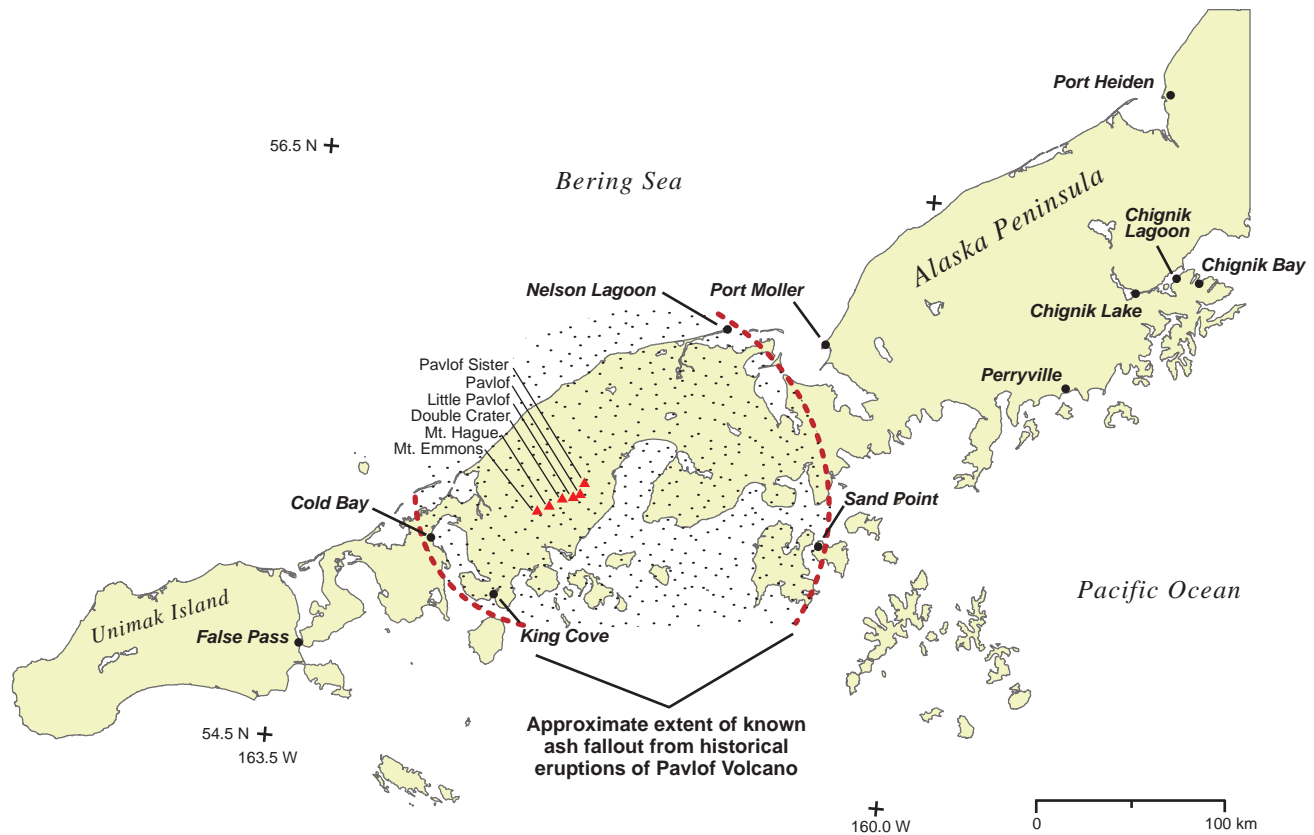 Port Heiden
56.5 N
Bering Sea
Alaska Peninsula
Chignik
Lagoon
Chignik Bay
Nelson Lagoon
Port Moller
Chignik Lake
Pavlof Sister
Pavlof
Little Pavlof
Double Crater
Mt. Hague
Mt. Emmons
Perryville
Cold Bay
Sand Point
Pacific Ocean
Unimak Island
False Pass
King Cove
Approximate extent of known
ash fallout from historical
eruptions of Pavlof Volcano
54.5 N
163.5 W
160.0 W
0
100 km